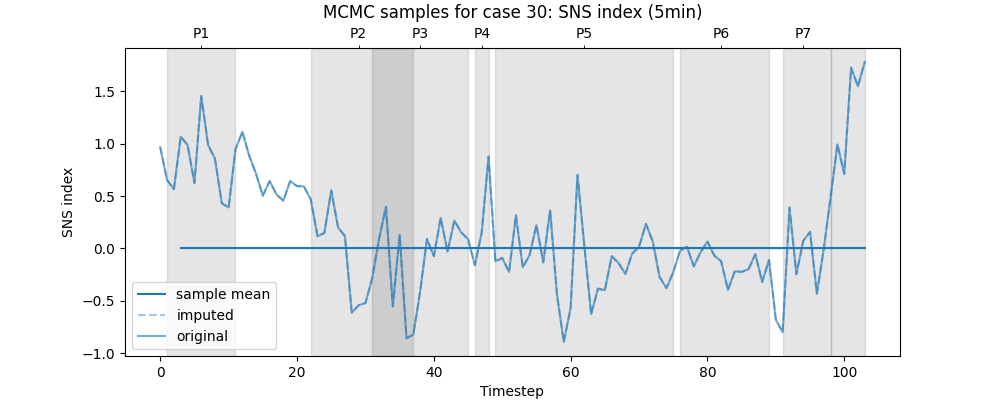 MCMC samples for case 30: SNS index (5min)
P1 P2 P3 P4 P5 P6 P7
1.5
1.0
0.5
0.0
−0.5
−1.0
SNS index
sample mean
imputed
original
0 20 40 60 80 100
Timestep